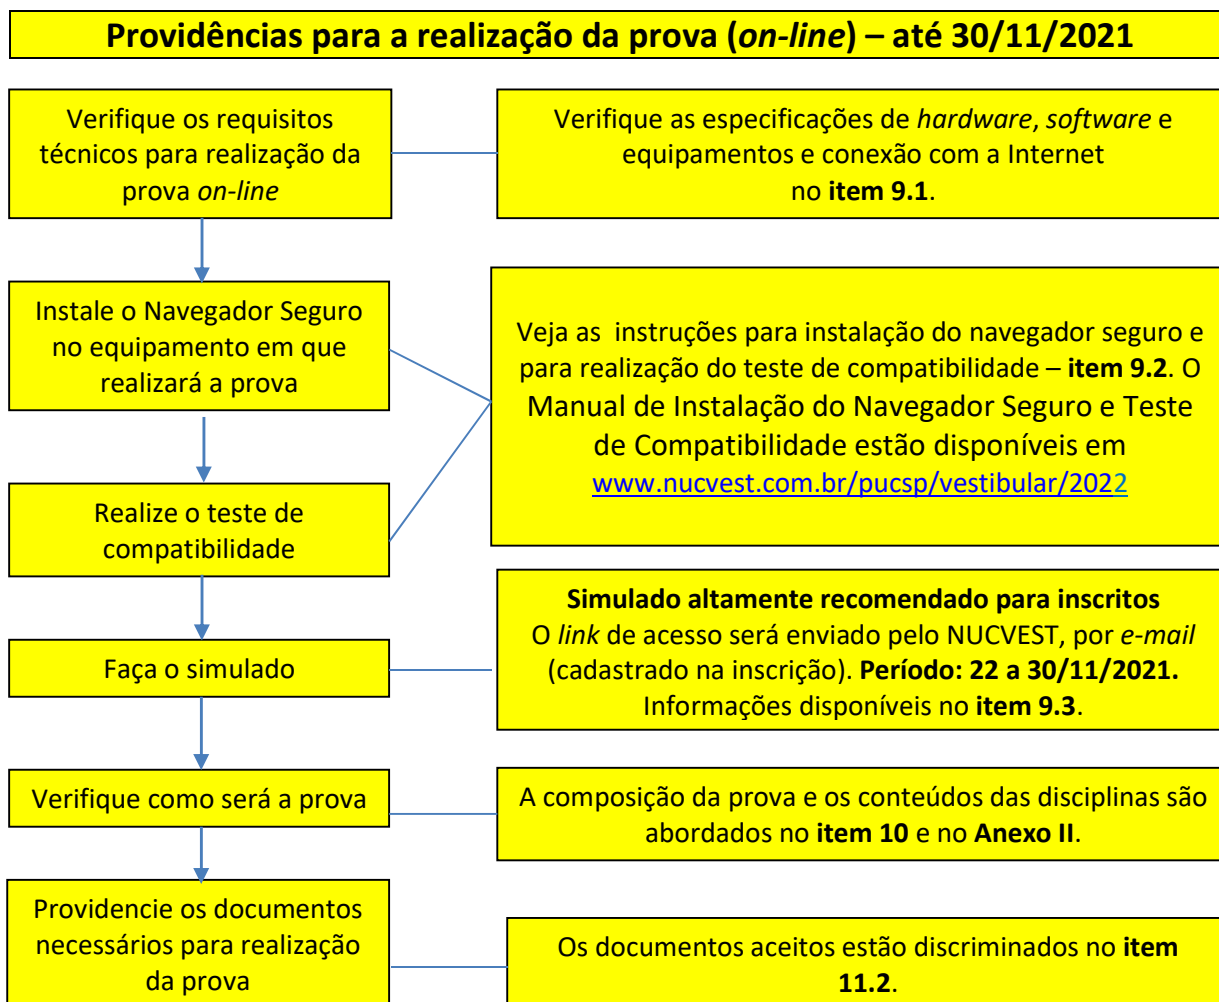 Providências para a realização da prova (on-line) – até 30/11/2021
Verifique os requisitos
técnicos para realização da
prova on-line
Verifique as especificações de hardware, software e
equipamentos e conexão com a Internet
no item 9.1.
Instale o Navegador Seguro
no equipamento em que
realizará a prova
Veja as instruções para instalação do navegador seguro e
para realização do teste de compatibilidade – item 9.2. O
Manual de Instalação do Navegador Seguro e Teste
de Compatibilidade estão disponíveis em
www.nucvest.com.br/pucsp/vestibular/2022
Realize o teste de
compatibilidade
Simulado altamente recomendado para inscritos
O link de acesso será enviado pelo NUCVEST, por e-mail
(cadastrado na inscrição). Período: 22 a 30/11/2021.
Informações disponíveis no item 9.3.
Faça o simulado
Verifique como será a prova
A composição da prova e os conteúdos das disciplinas são
abordados no item 10 e no Anexo II.
Providencie os documentos
necessários para realização
da prova
Os documentos aceitos estão discriminados no item
11.2.